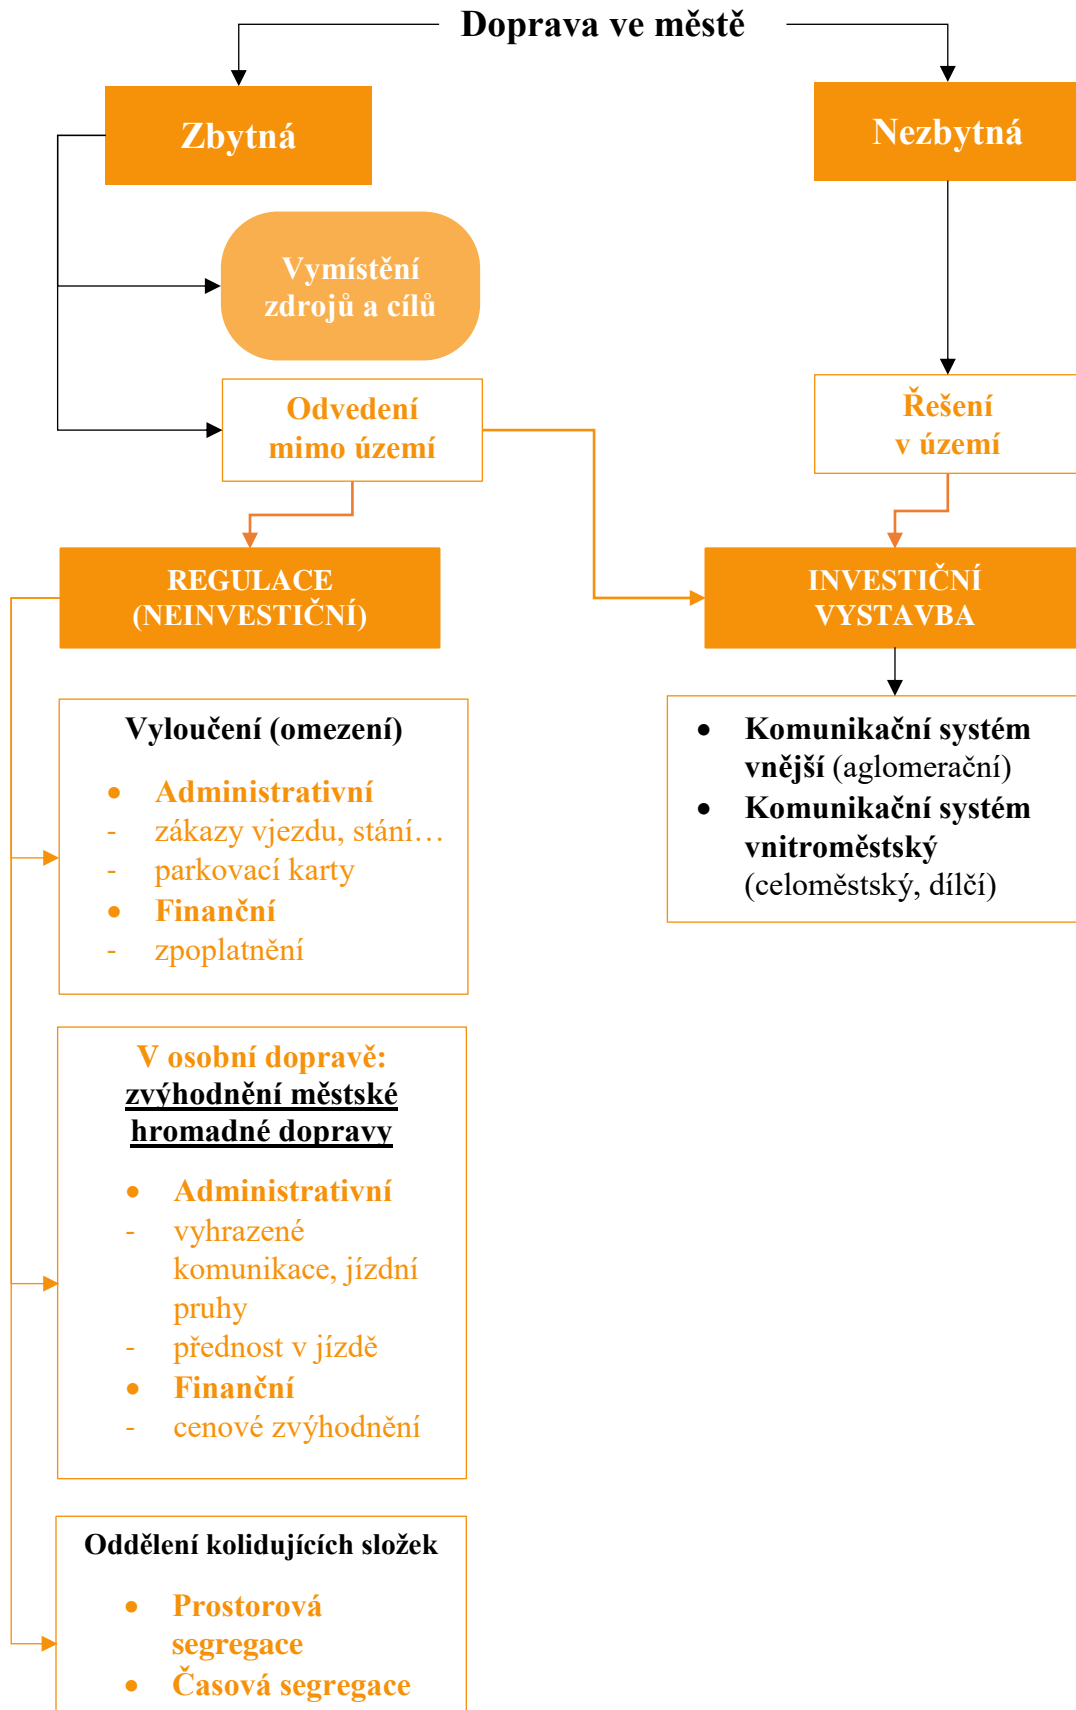 Doprava ve městě
Zbytná
Nezbytná
Vymístění
zdrojů a cílů
Odvedení
mimo území
Řešení
v území
REGULACE
(NEINVESTIČNÍ)
INVESTIČNÍ
VYSTAVBA
Vyloučení (omezení)
• Administrativní
- zákazy vjezdu, stání…
- parkovací karty
• Finanční
- zpoplatnění
• Komunikační systém
vnější (aglomerační)
• Komunikační systém
vnitroměstský
(celoměstský, dílčí)
V osobní dopravě:
zvýhodnění městské
hromadné dopravy
• Administrativní
- vyhrazené
komunikace, jízdní
pruhy
- přednost v jízdě
• Finanční
- cenové zvýhodnění
Oddělení kolidujících složek
• Prostorová
segregace
• Časová segregace